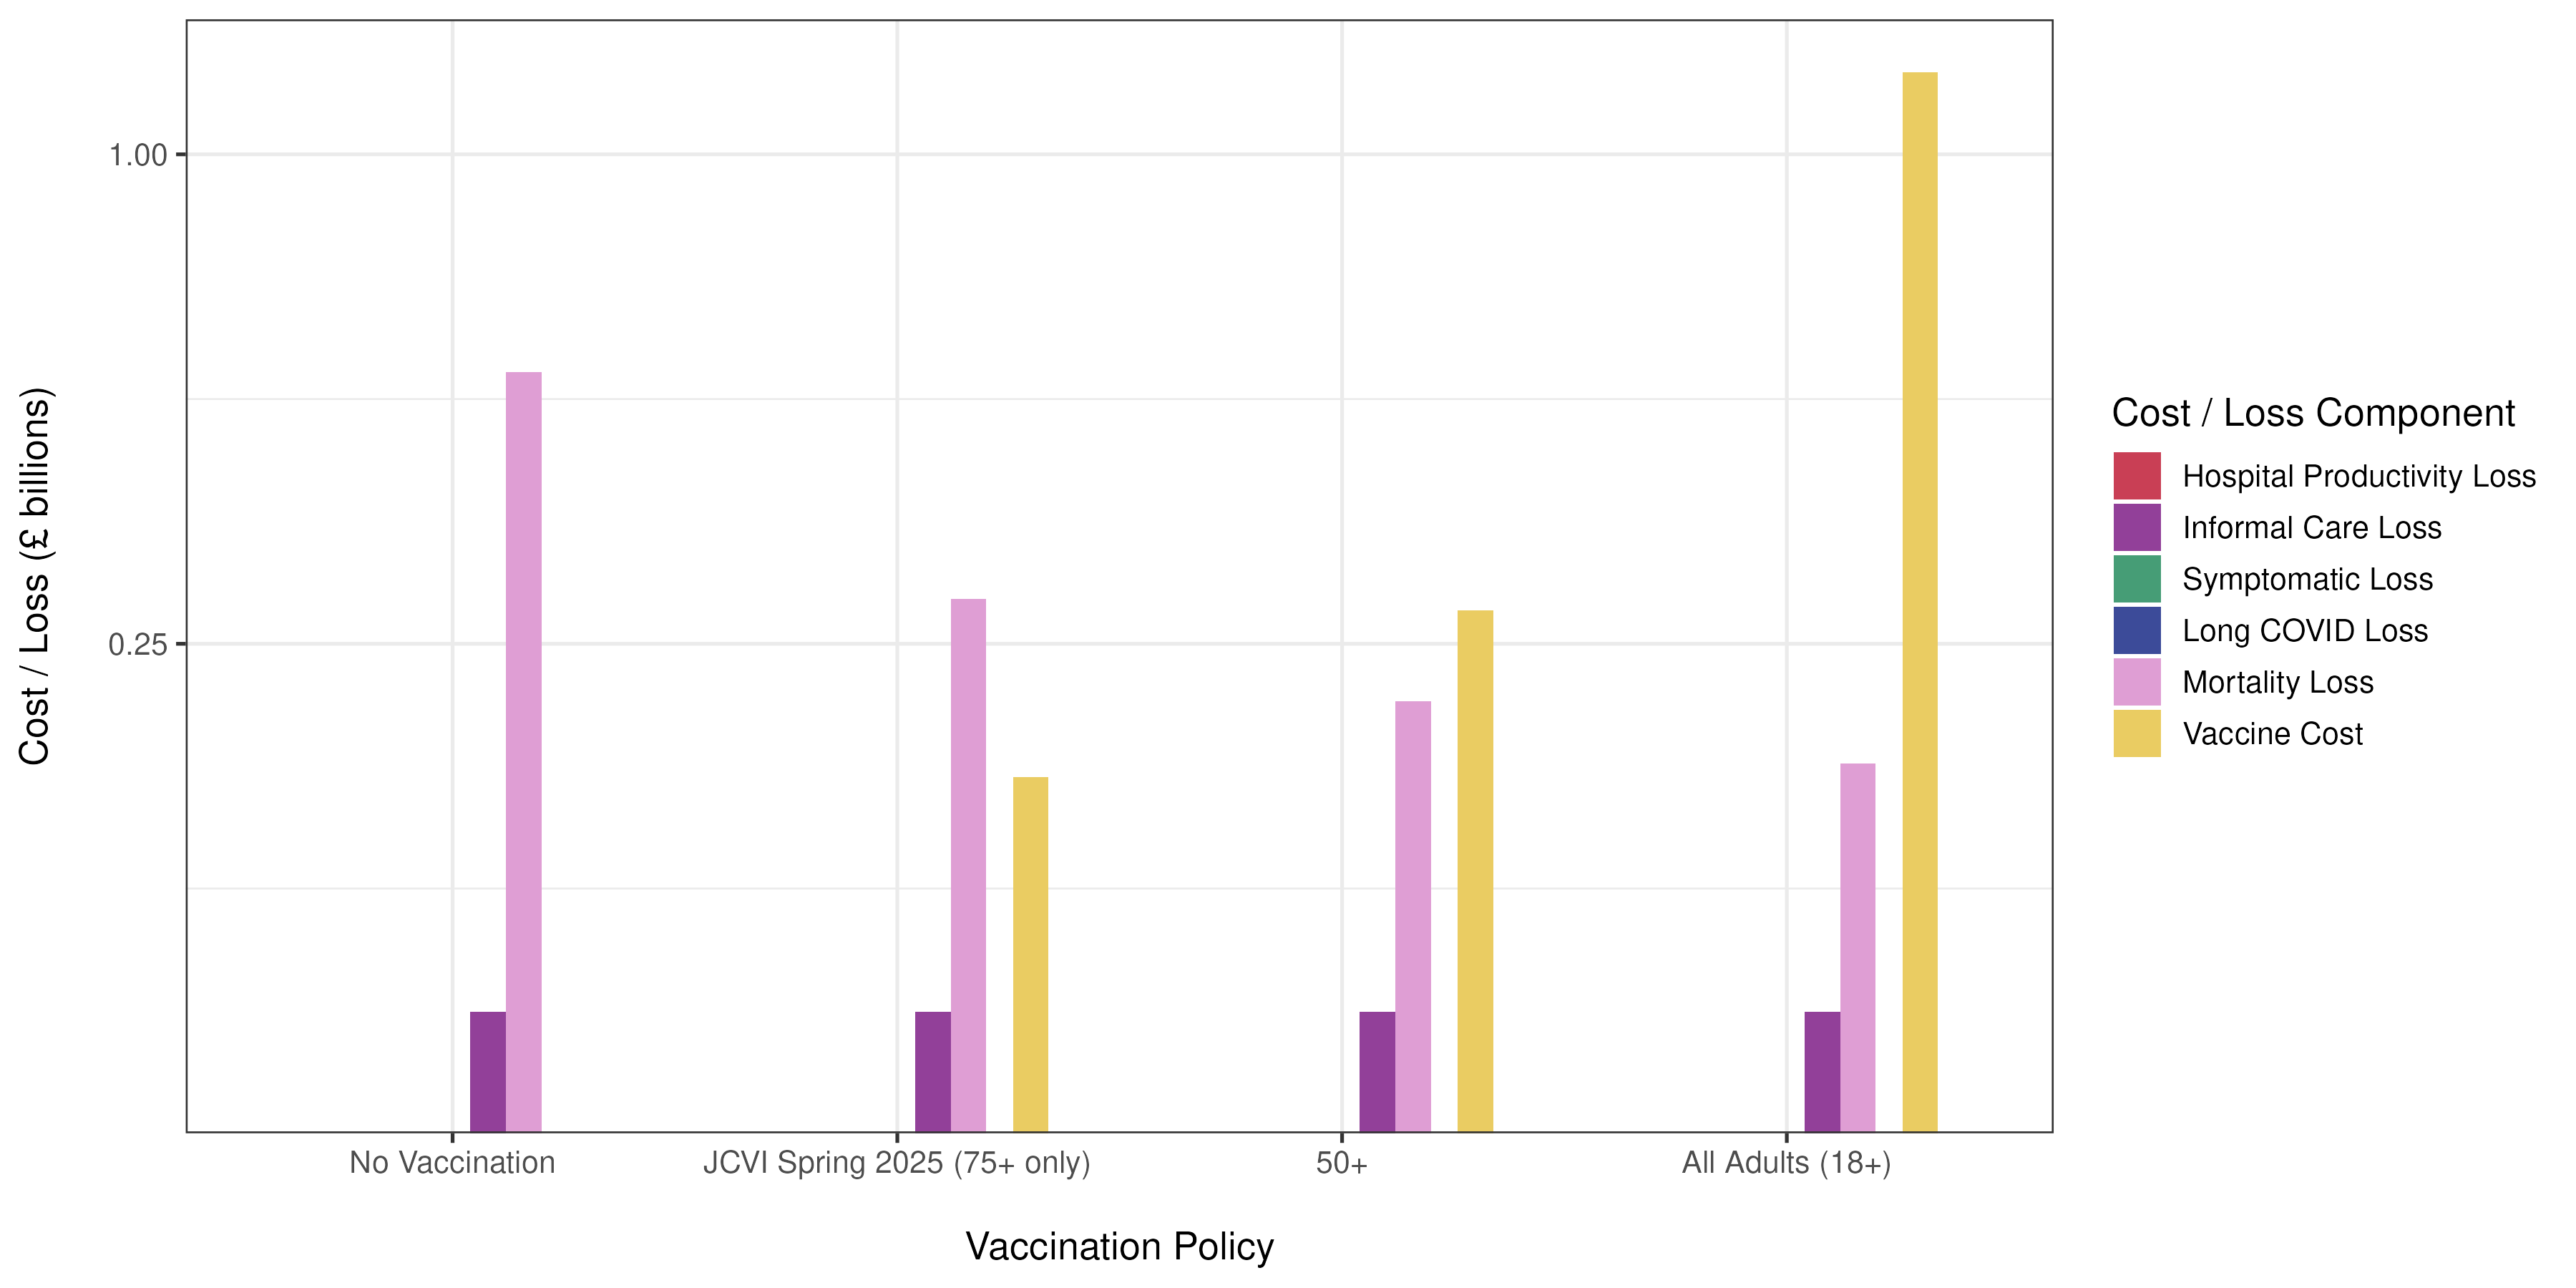 Cost / Loss (£ billions)
1.00
0.25
No Vaccination
JCVI Spring 2025 (75+ only)
50+
All Adults (18+)
Vaccination Policy
Cost / Loss Component
Hospital Productivity Loss
Informal Care Loss
Symptomatic Loss
Long COVID Loss
Mortality Loss
Vaccine Cost